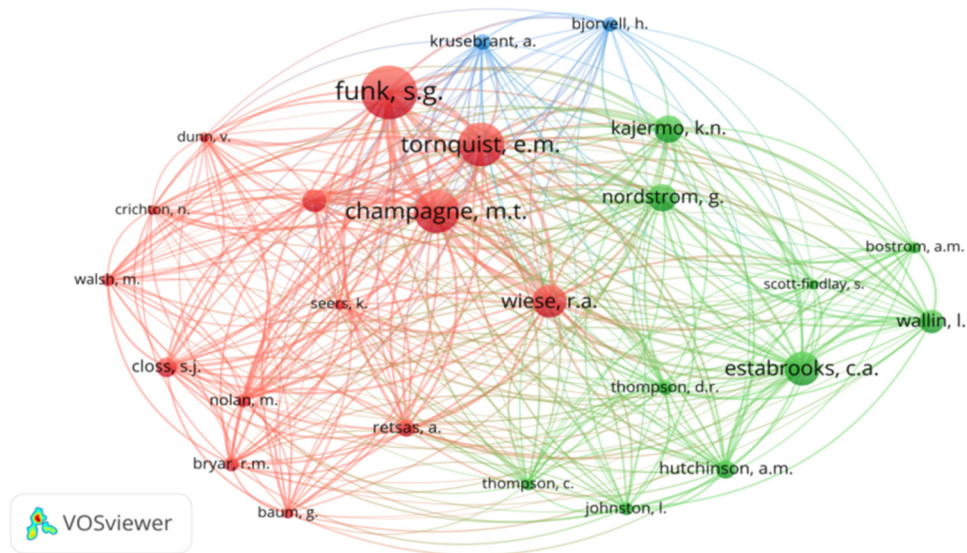 bjorvell, h.
krusebrant, a.
funk, s.g.
kajermo, k.n.
dunn, v.
tornquist, e.m.
nordstrom, g.
crichton, n.
champagne, m.t.
bostrom, a.m.
walsh, m.
scott-findlay, s.
seers, k.
wiese, r.a.
wallin, l.
closs, s.j.
estabrooks, c.a.
thompson, d.r.
nolan, m.
retsas, a.
bryar, r.m.
hutchinson, a.m.
thompson, c.
baum, g.
johnston, l.
VOSviewer